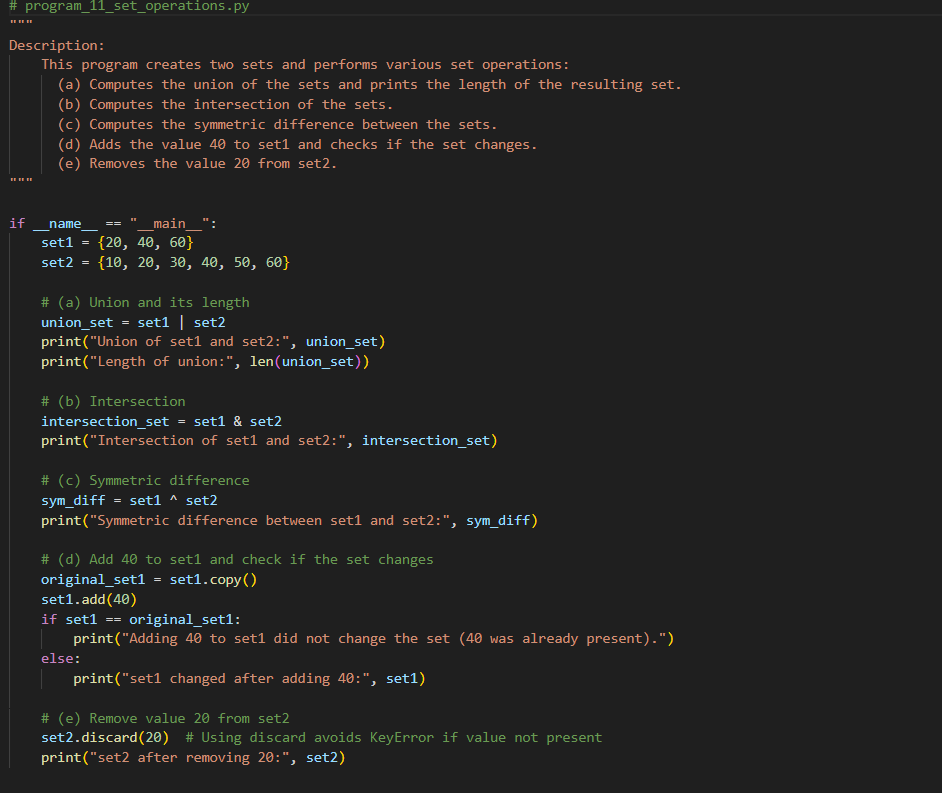 # program_11_set_operations.py
"""
Description:
    This program creates two sets and performs various set operations:
      (a) Computes the union of the sets and prints the length of the resulting set.
      (b) Computes the intersection of the sets.
      (c) Computes the symmetric difference between the sets.
      (d) Adds the value 40 to set1 and checks if the set changes.
      (e) Removes the value 20 from set2.
"""

if __name__ == "__main__":
    set1 = {20, 40, 60}
    set2 = {10, 20, 30, 40, 50, 60}

    # (a) Union and its length
    union_set = set1 | set2
    print("Union of set1 and set2:", union_set)
    print("Length of union:", len(union_set))

    # (b) Intersection
    intersection_set = set1 & set2
    print("Intersection of set1 and set2:", intersection_set)

    # (c) Symmetric difference
    sym_diff = set1 ^ set2
    print("Symmetric difference between set1 and set2:", sym_diff)

    # (d) Add 40 to set1 and check if the set changes
    original_set1 = set1.copy()
    set1.add(40)
    if set1 == original_set1:
        print("Adding 40 to set1 did not change the set (40 was already present).")
    else:
        print("set1 changed after adding 40:", set1)

    # (e) Remove value 20 from set2
    set2.discard(20)  # Using discard avoids KeyError if value not present
    print("set2 after removing 20:", set2)